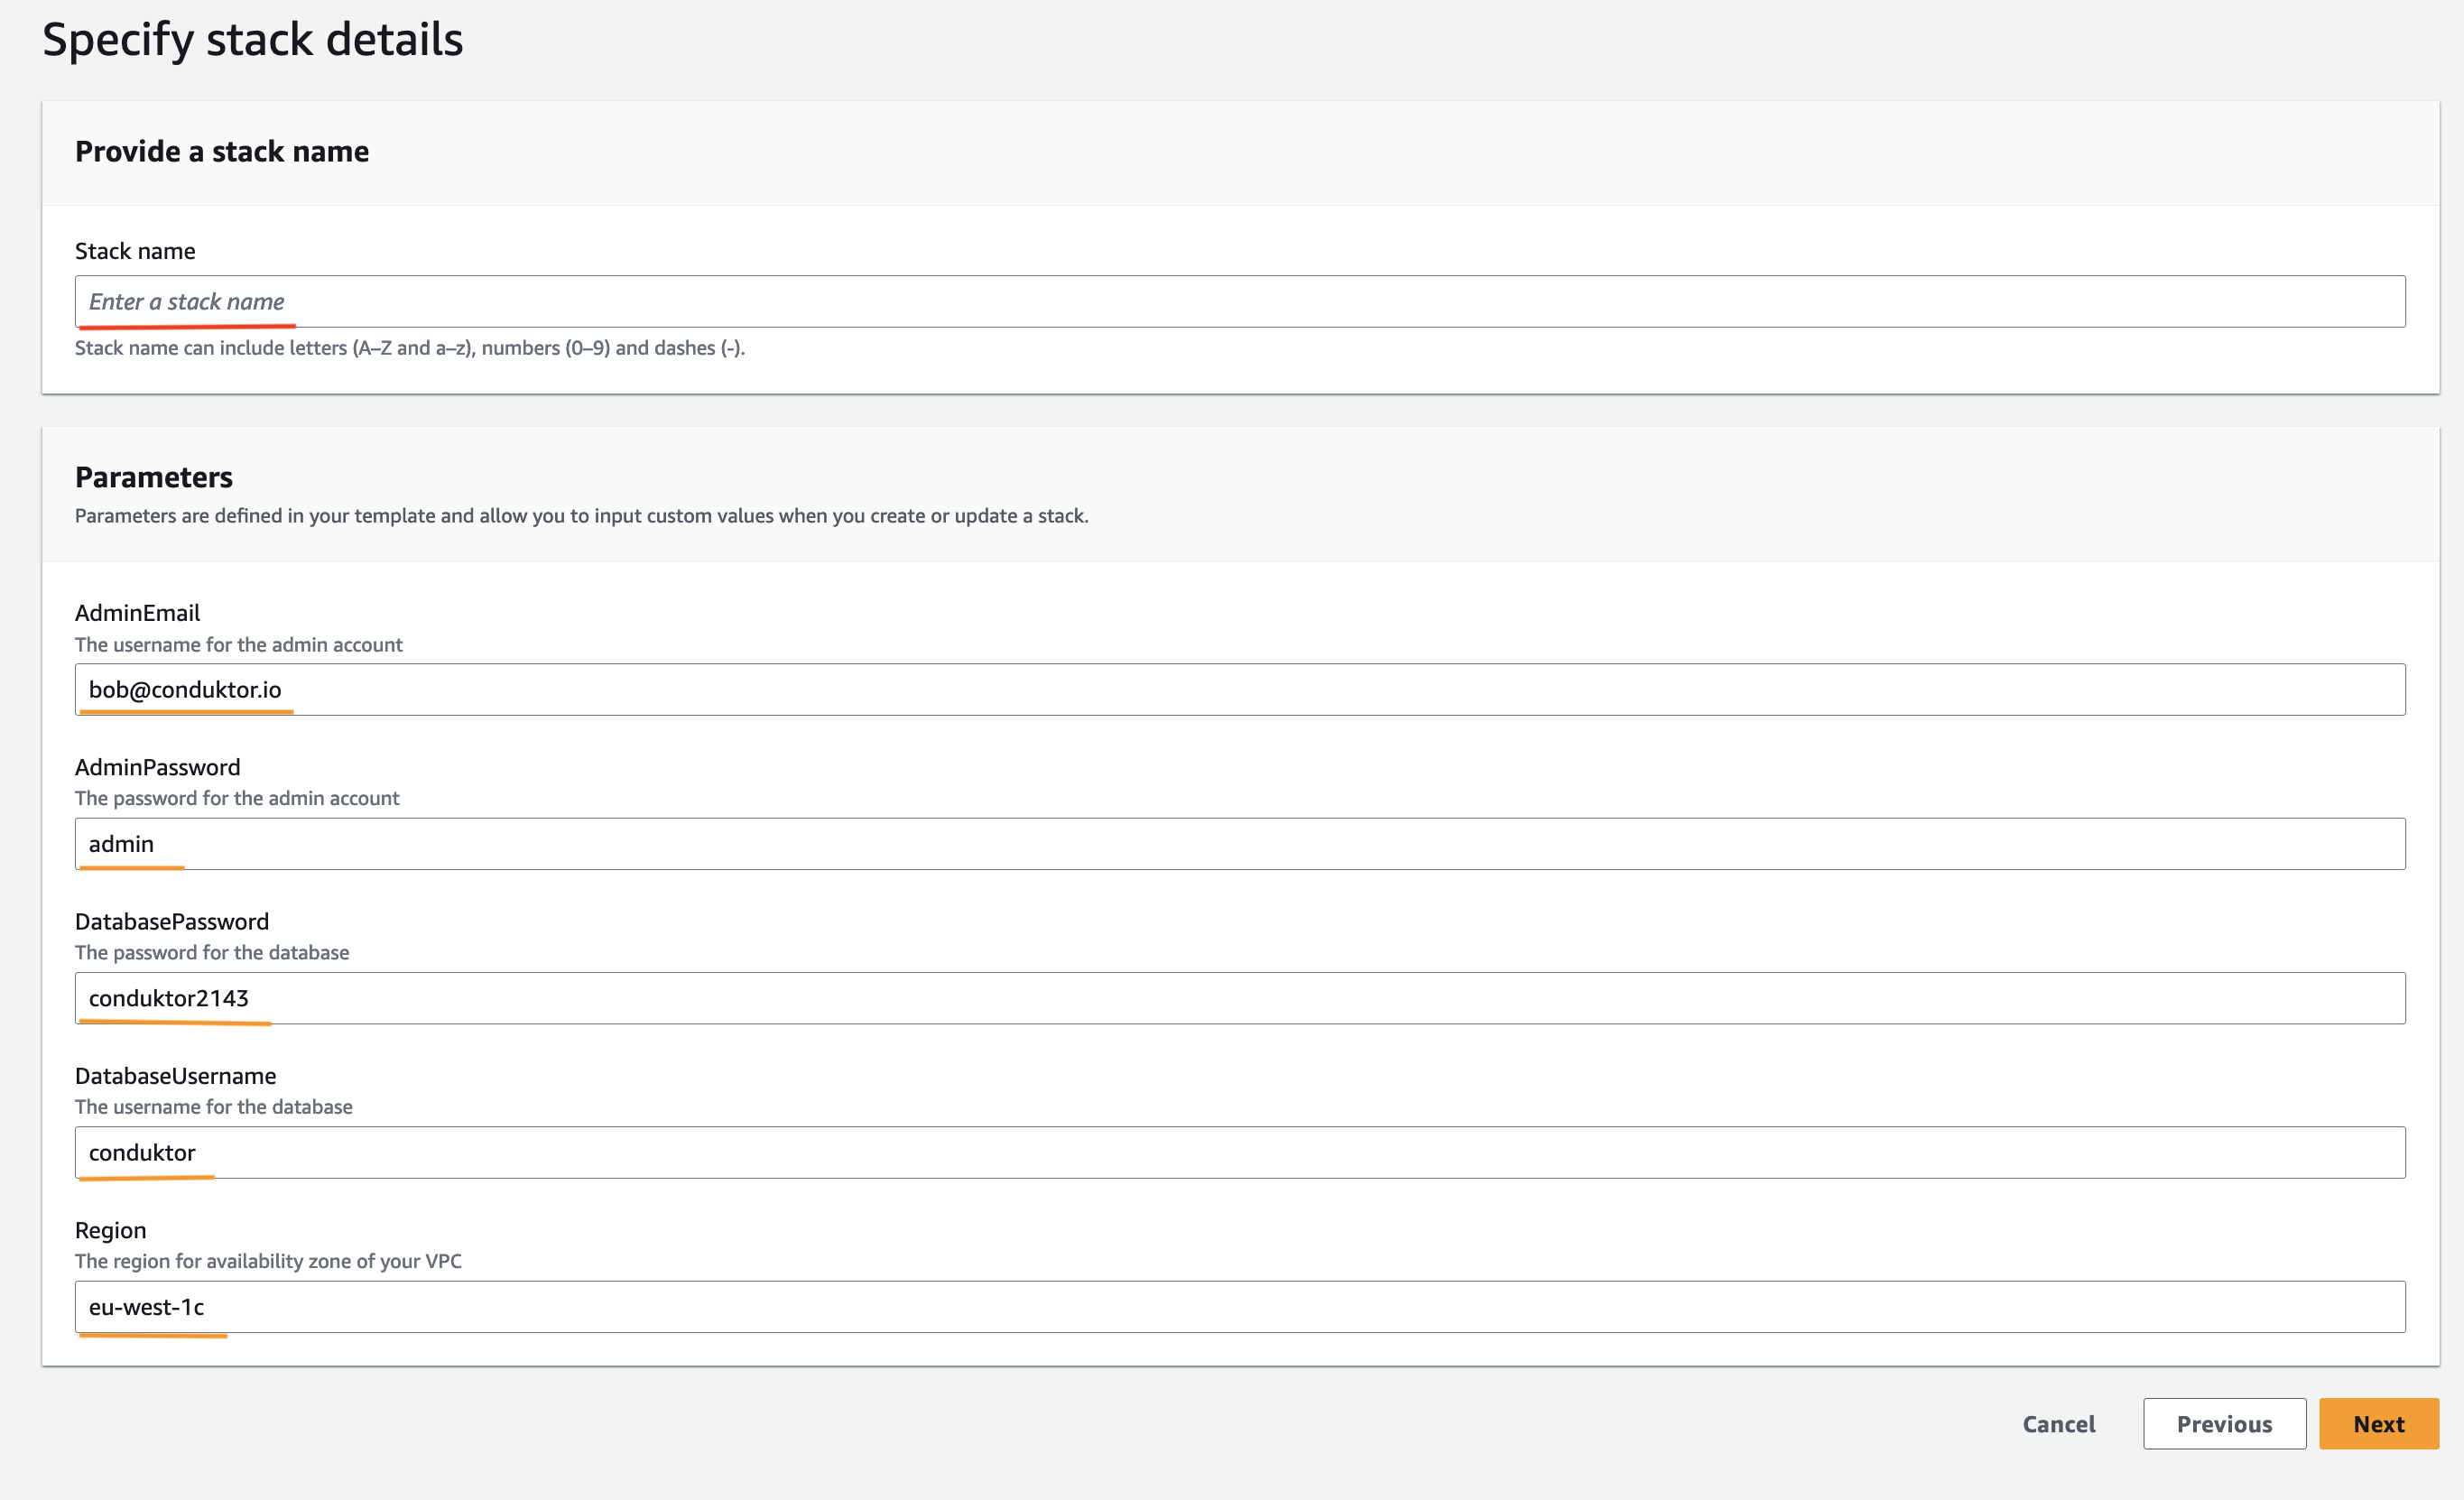 Specify stack details
Provide a stack name
Stack name
Enter a stack name
Stack name can include letters (A–Z and a–z), numbers (0–9) and dashes (-).
Parameters
Parameters are defined in your template and allow you to input custom values when you create or update a stack.
AdminEmail
The username for the admin account
bob@conduktor.io
AdminPassword
The password for the admin account
admin
DatabasePassword
The password for the database
conduktor2143
DatabaseUsername
The username for the database
conduktor
Region
The region for availability zone of your VPC
eu-west-1c
Cancel Previous Next